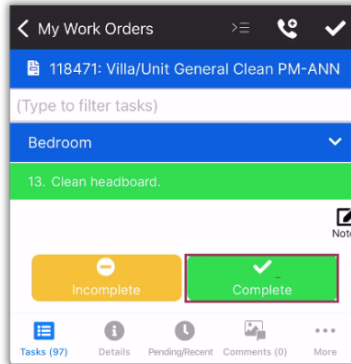 My Work Orders
118471: Villa/Unit General Clean PM-ANN
(Type to filter tasks)
Bedroom
13. Clean headboard.
Incomplete
Complete
Tasks (97) Details Pending/Recent Comments (0) More